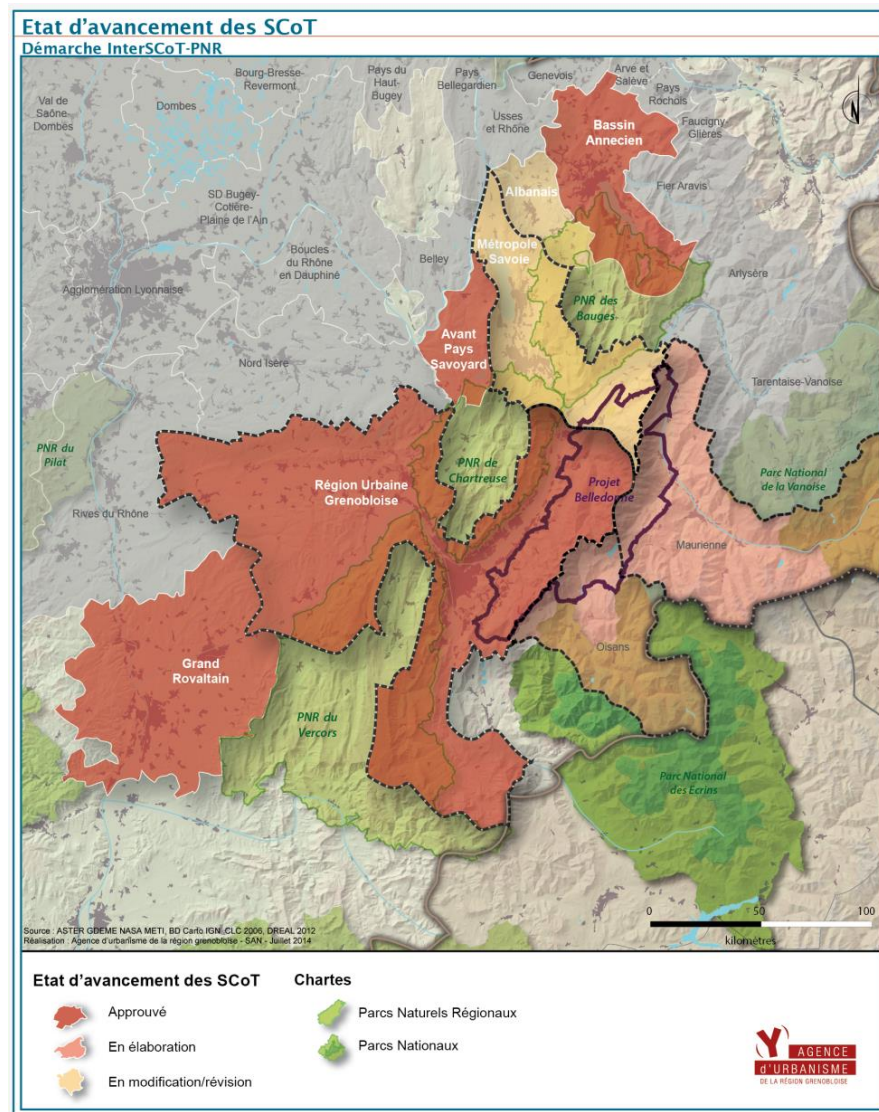 Etat d'avancement des SCoT
Démarche InterSCoT-PNR
Val de
Saône-
Dombes
Dombes
Bourg-Bresse-
Revermont
Pays du
Haut-
Bugey
Pays
Bellegardien
Genevois
Arve et
Salève
Pays
Rochois
Usses
et Rhône
Faucigny-
Glières
Bassin
Annecien
Fier Aravis
Albanais
SD Bugey-
Cotière-
Plaine de l'Ain
Boucles
du Rhône
en Dauphiné
Belley
Métropole
Savoie
Agglomération Lyonnaise
Arlysère
PNR des
Bauges
Avant
Pays
Savoyard
Nord Isère
Tarentaise-Vanoise
PNR du
Pilat
PNR de
Chartreuse
Parc National
de la Vanoise
Région Urbaine
Grenobloise
Projet
Belledonne
Rives du Rhône
Maurienne
Oisans
Grand
Rovaltain
PNR du
Vercors
Parc National
des Ecrins
0 50 100
kilomètres
Source : ASTER GDEME NASA METI, BD Carto IGN, CLC 2006, DREAL 2012
Réalisation : Agence d'urbanisme de la région grenobloise - SAN - Juillet 2014
Etat d'avancement des SCoT
Approuvé
En élaboration
En modification/révision
Chartes
Parcs Naturels Régionaux
Parcs Nationaux
AGENCE
d'URBANISME
DE LA RÉGION GRENOBLOISE